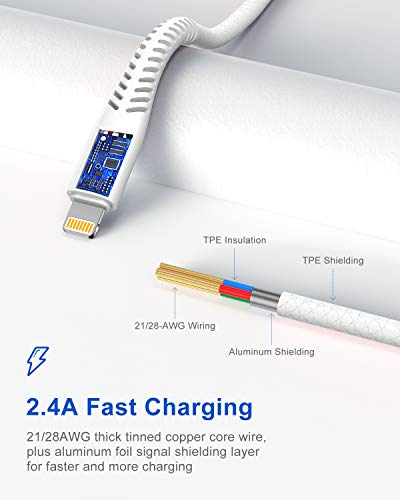 TPE Insulation
TPE Shielding
21/28-AWG Wiring
Aluminum Shielding
2.4A Fast Charging
21/28AWG thick tinned copper core wire,
plus aluminum foil signal shielding layer
for faster and more charging